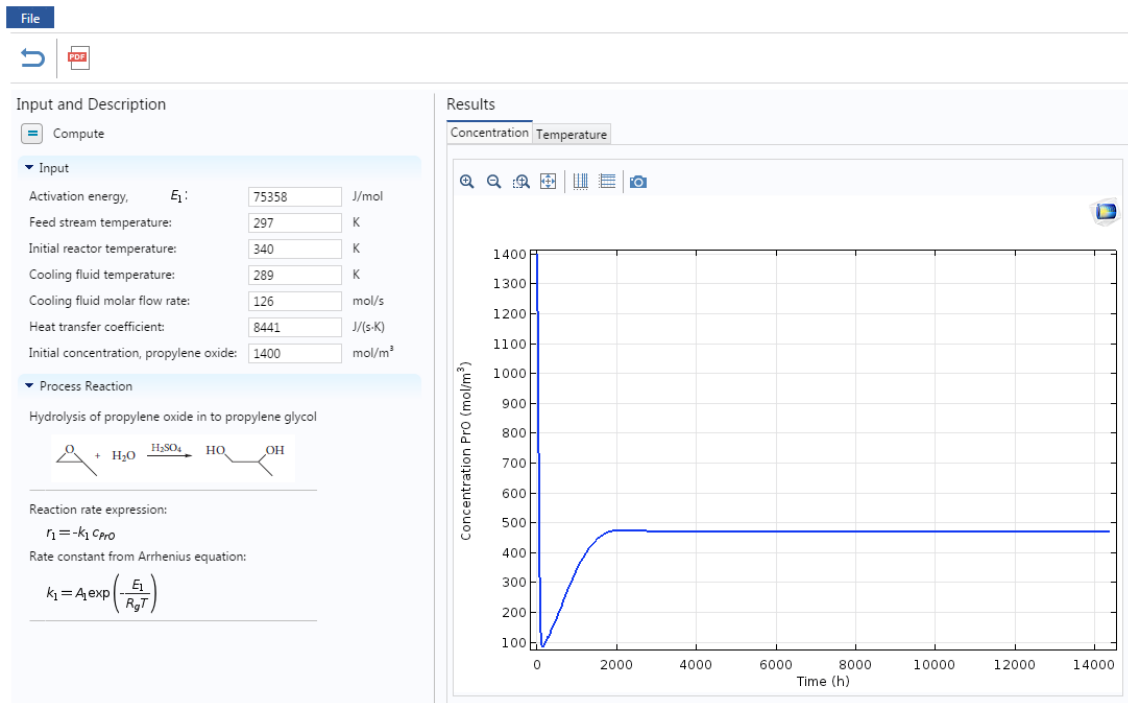 File
PDF
Input and Description
Compute
Input
Activation energy, E₁: 75358 J/mol
Feed stream temperature: 297 K
Initial reactor temperature: 340 K
Cooling fluid temperature: 289 K
Cooling fluid molar flow rate: 126 mol/s
Heat transfer coefficient: 8441 J/(s·K)
Initial concentration, propylene oxide: 1400 mol/m³
Process Reaction
Hydrolysis of propylene oxide in to propylene glycol
O + H₂O H₂SO₄ HO OH
Reaction rate expression:
r₁=-k₁ c_PrO
Rate constant from Arrhenius equation:
k₁=A₁exp(-E₁/R_gT)
Results
Concentration Temperature
Concentration PrO (mol/m³)
1400
1300
1200
1100
1000
900
800
700
600
500
400
300
200
100
0 2000 4000 6000 8000 10000 12000 14000
Time (h)